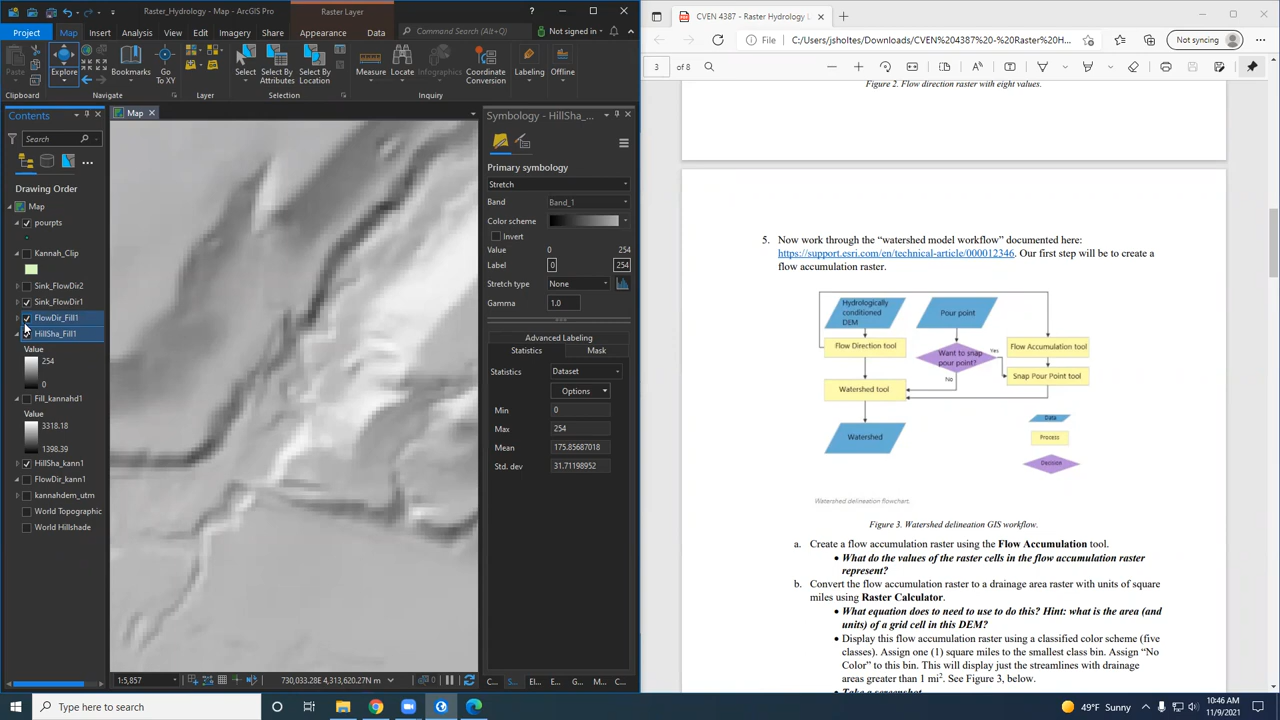 Raster_Hydrology - Map - ArcGIS Pro
Raster Layer
Project Map Insert Analysis View Edit Imagery Share Appearance Data
Command Search (Alt+Q)
Not signed in
Paste
Explore
Bookmarks
Go To XY
Select
Select By Attributes
Select By Location
Measure
Locate
Infographics
Coordinate Conversion
Labeling
Offline
Clipboard
Navigate
Layer
Selection
Inquiry
Contents
Search
Drawing Order
Map
pourpts
Kannah_Clip
Sink_FlowDir2
Sink_FlowDir1
FlowDir_Fill1
HillSha_Fill1
Value
254
0
Fill_kannahd1
Value
3318.18
1398.39
HillSha_kann1
FlowDir_kann1
kannahdem_utm
World Topographic
World Hillshade
Map
1:5,857
730,033.28E 4,313,620.27N m
Symbology - HillSha_...
Primary symbology
Stretch
Band Band_1
Color scheme
Invert
Value 0 254
Label 0 254
Stretch type None
Gamma 1.0
Advanced Labeling
Statistics Mask
Statistics Dataset
Options
Min 0
Max 254
Mean 175.85687018
Std. dev 31.71198952
C... S... El... E... G... M... C...
CVEN 4387 - Raster Hydrology L
File C:/Users/jsholtes/Downloads/CVEN%204387%20-%20Raster%20H...
Not syncing
3 of 8
Figure 2. Flow direction raster with eight values.
5. Now work through the “watershed model workflow” documented here:
https://support.esri.com/en/technical-article/000012346. Our first step will be to create a
flow accumulation raster.
Hydrologically conditioned DEM
Pour point
Flow Direction tool
Want to snap pour point?
Yes
No
Flow Accumulation tool
Snap Pour Point tool
Watershed tool
Watershed
Data
Process
Decision
Watershed delineation flowchart.
Figure 3. Watershed delineation GIS workflow.
a. Create a flow accumulation raster using the Flow Accumulation tool.
• What do the values of the raster cells in the flow accumulation raster
represent?
b. Convert the flow accumulation raster to a drainage area raster with units of square
miles using Raster Calculator.
• What equation does to need to use to do this? Hint: what is the area (and
units) of a grid cell in this DEM?
• Display this flow accumulation raster using a classified color scheme (five
classes). Assign one (1) square miles to the smallest class bin. Assign “No
Color” to this bin. This will display just the streamlines with drainage
areas greater than 1 mi2. See Figure 3, below.
• Take a screenshot
Type here to search
49°F Sunny
10:46 AM
11/9/2021